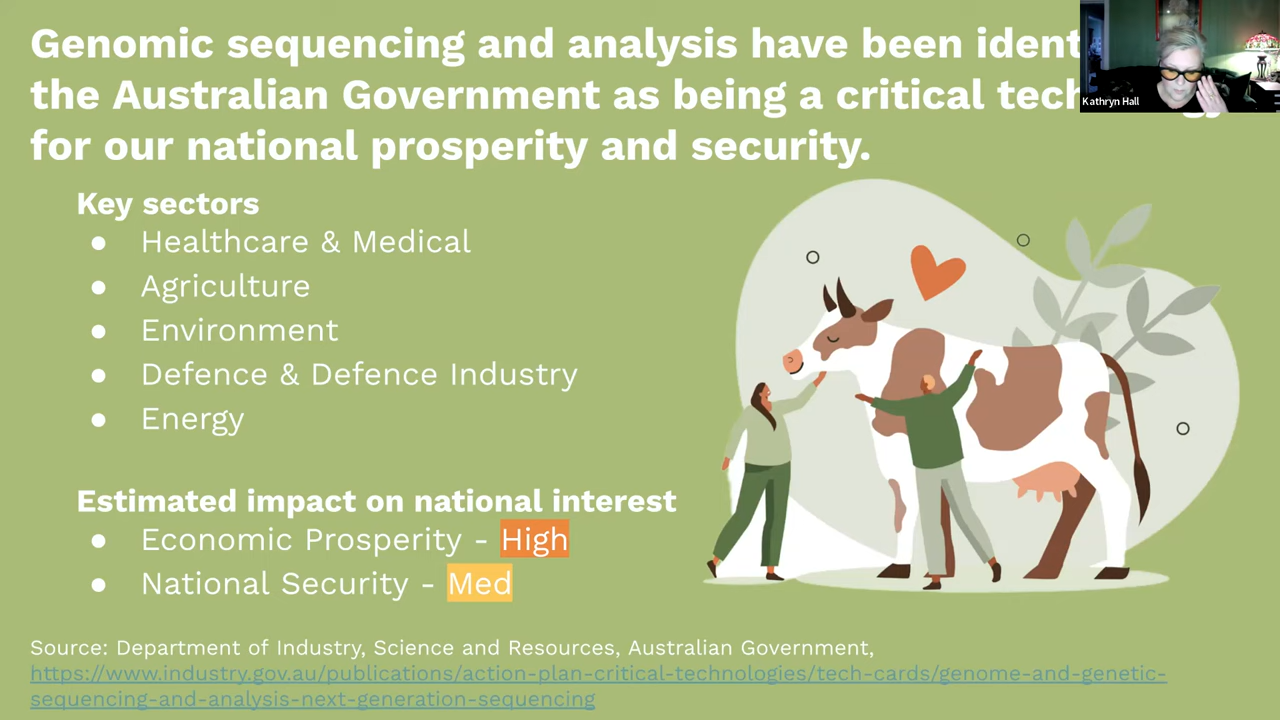 Genomic sequencing and analysis have been ident
the Australian Government as being a critical tech
for our national prosperity and security.
Kathryn Hall
Key sectors
● Healthcare & Medical
● Agriculture
● Environment
● Defence & Defence Industry
● Energy
Estimated impact on national interest
● Economic Prosperity - High
● National Security - Med
Source: Department of Industry, Science and Resources, Australian Government,
https://www.industry.gov.au/publications/action-plan-critical-technologies/tech-cards/genome-and-genetic-
sequencing-and-analysis-next-generation-sequencing